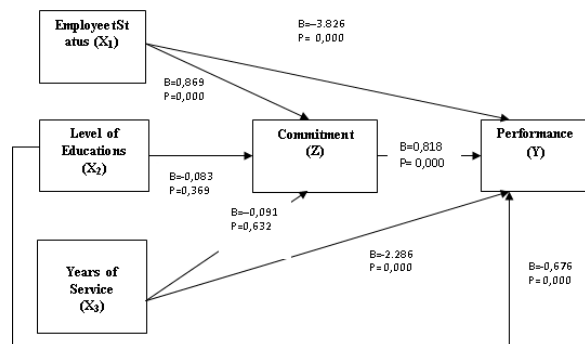 EmployeetSt
atus (X1)
B=-3.826
P= 0,000
B=0,869
P=0,000
Level of
Educations
(X2)
Commitment
(Z)
B=0,818
P= 0,000
Performance
(Y)
B=-0,083
P=0,369
B=-0,091
P=0,632
Years of
Service
(X3)
B=-2.286
P=0,000
B=-0,676
P=0,000